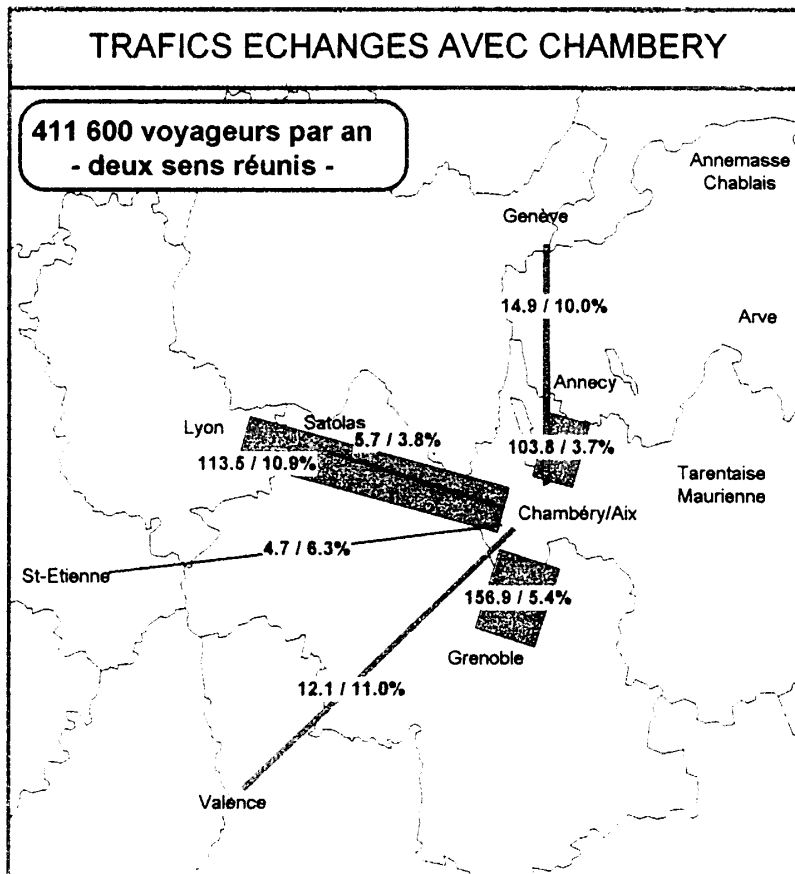 TRAFICS ECHANGES AVEC CHAMBERY
411 600 voyageurs par an
- deux sens réunis -
Annemasse
Chablais
Genève
14.9 / 10.0%
Arve
Annecy
Lyon
Satolas
5.7 / 3.8%
103.8 / 3.7%
113.5 / 10.9%
Tarentaise
Maurienne
Chambéry/Aix
4.7 / 6.3%
St-Etienne
156.9 / 5.4%
Grenoble
12.1 / 11.0%
Valence